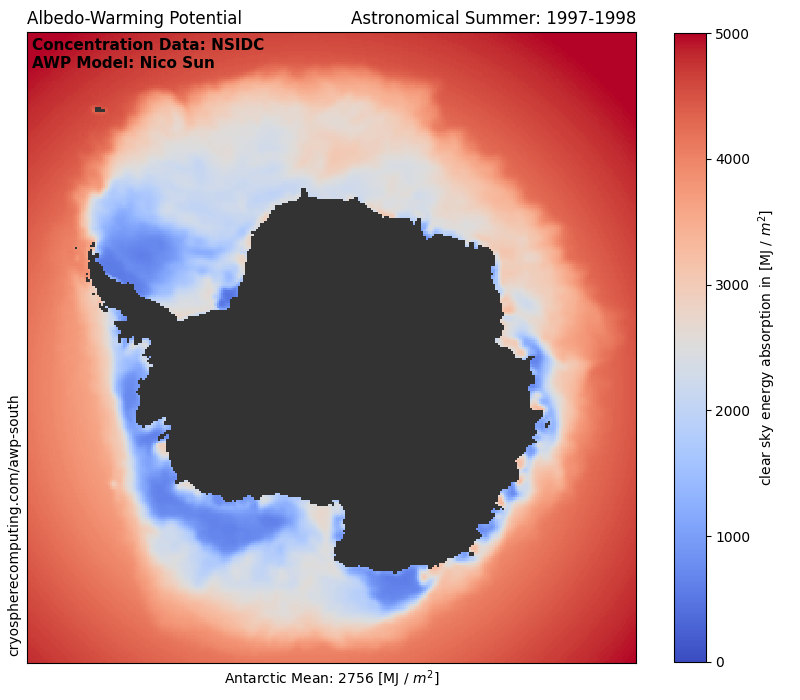 Albedo-Warming Potential
Astronomical Summer: 1997-1998
Concentration Data: NSIDC
AWP Model: Nico Sun
cryospherecomputing.com/awp-south
Antarctic Mean: 2756 [MJ / m²]
5000
4000
3000
2000
1000
0
clear sky energy absorption in [MJ / m²]